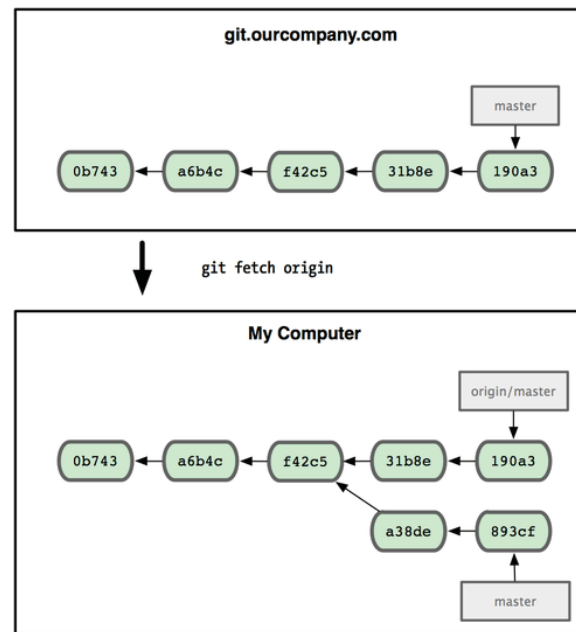 git.ourcompany.com
master
0b743 a6b4c f42c5 31b8e 190a3
git fetch origin
My Computer
origin/master
0b743 a6b4c f42c5 31b8e 190a3
a38de 893cf
master